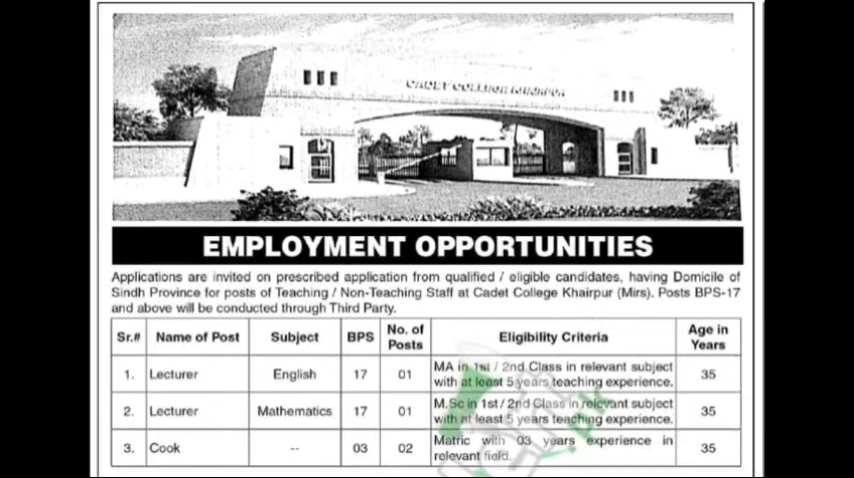 CADET COLLEGE KHAIRPUR
EMPLOYMENT OPPORTUNITIES
Applications are invited on prescribed application from qualified / eligible candidates, having Domicile of
Sindh Province for posts of Teaching / Non-Teaching Staff at Cadet College Khairpur (Mirs). Posts BPS-17
and above will be conducted through Third Party.
Sr.# Name of Post Subject BPS No. of Posts Eligibility Criteria Age in Years
1. Lecturer English 17 01 MA in 1st / 2nd Class in relevant subject with at least 5 years teaching experience. 35
2. Lecturer Mathematics 17 01 M.Sc in 1st / 2nd Class in relevant subject with at least 5 years teaching experience. 35
3. Cook -- 03 02 Matric with 03 years experience in relevant field. 35